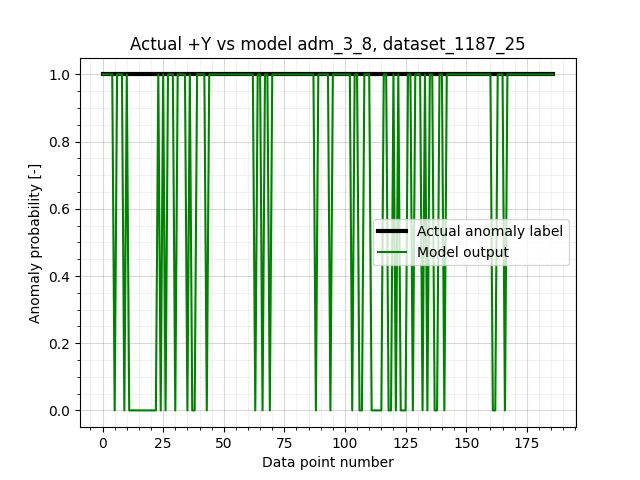 Actual +Y vs model adm_3_8, dataset_1187_25
1.0
0.8
0.6
0.4
0.2
0.0
Anomaly probability [-]
Actual anomaly label
Model output
0 25 50 75 100 125 150 175
Data point number